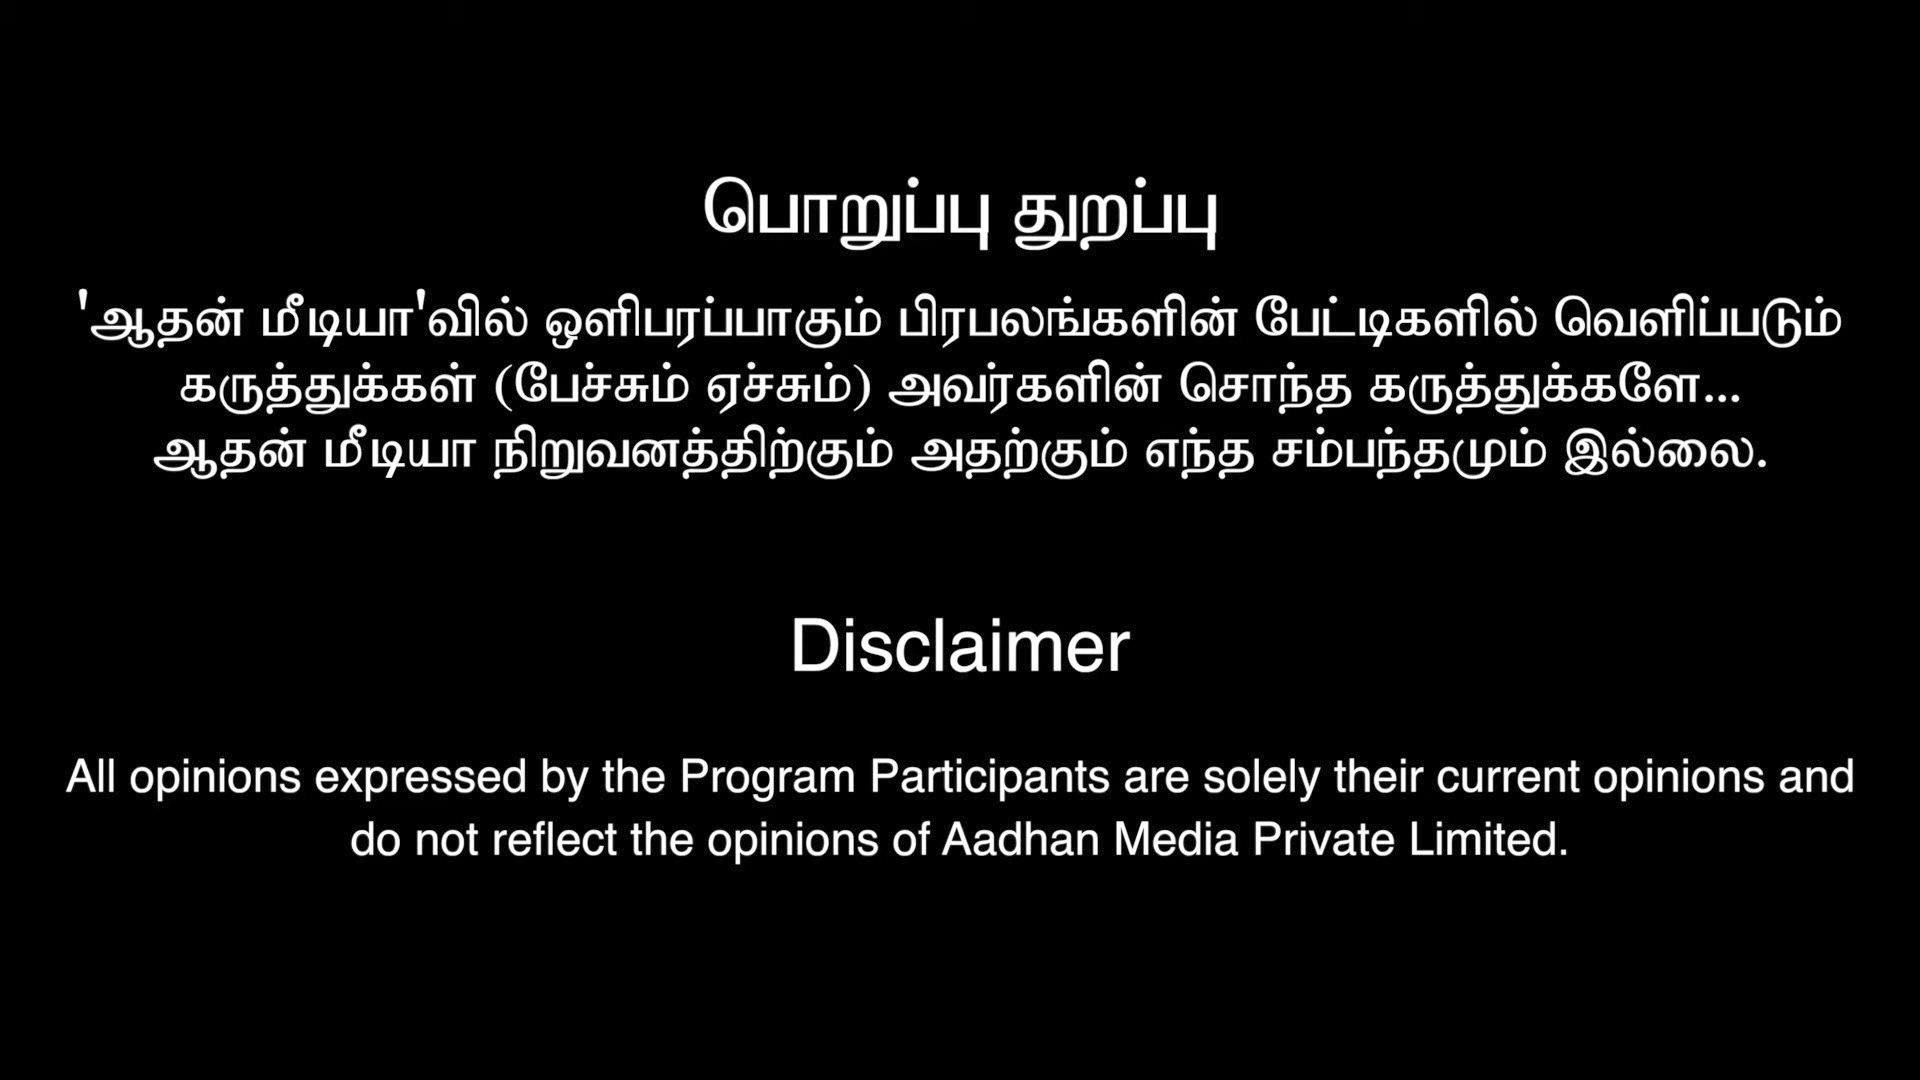 பொறுப்பு துறப்பு
'ஆதன் மீடியா'வில் ஒளிபரப்பாகும் பிரபலங்களின் பேட்டிகளில் வெளிப்படும்
கருத்துக்கள் (பேச்சும் ஏச்சும்) அவர்களின் சொந்த கருத்துக்களே...
ஆதன் மீடியா நிறுவனத்திற்கும் அதற்கும் எந்த சம்பந்தமும் இல்லை.
Disclaimer
All opinions expressed by the Program Participants are solely their current opinions and
do not reflect the opinions of Aadhan Media Private Limited.